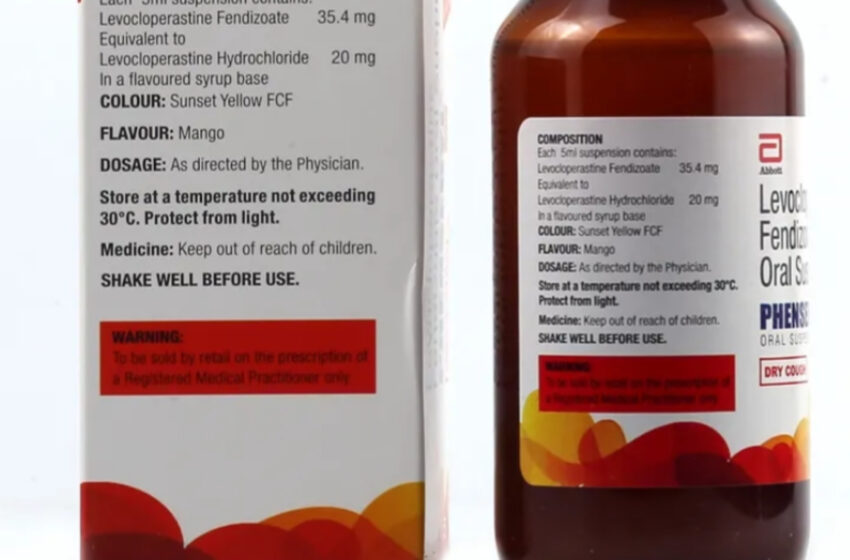 Each 5ml suspension contains:
Levocloperastine Fendizoate 35.4 mg
Equivalent to
Levocloperastine Hydrochloride 20 mg
In a flavoured syrup base
COLOUR: Sunset Yellow FCF
FLAVOUR: Mango
DOSAGE: As directed by the Physician.
Store at a temperature not exceeding
30°C. Protect from light.
Medicine: Keep out of reach of children.
SHAKE WELL BEFORE USE.
WARNING:
To be sold by retail on the prescription of
a Registered Medical Practitioner only
COMPOSITION
Each 5ml suspension contains:
Levocloperastine Fendizoate 35.4 mg
Equivalent to
Levocloperastine Hydrochloride 20 mg
In a flavoured syrup base
COLOUR: Sunset Yellow FCF
FLAVOUR: Mango
DOSAGE: As directed by the Physician.
Store at a temperature not exceeding 30°C.
Protect from light.
Medicine: Keep out of reach of children.
SHAKE WELL BEFORE USE.
WARNING:
To be sold by retail on the prescription of
a Registered Medical Practitioner only
Abbott
Levoclo
Fendizo
Oral Su
PHENSE
ORAL SUSPE
DRY COUGH